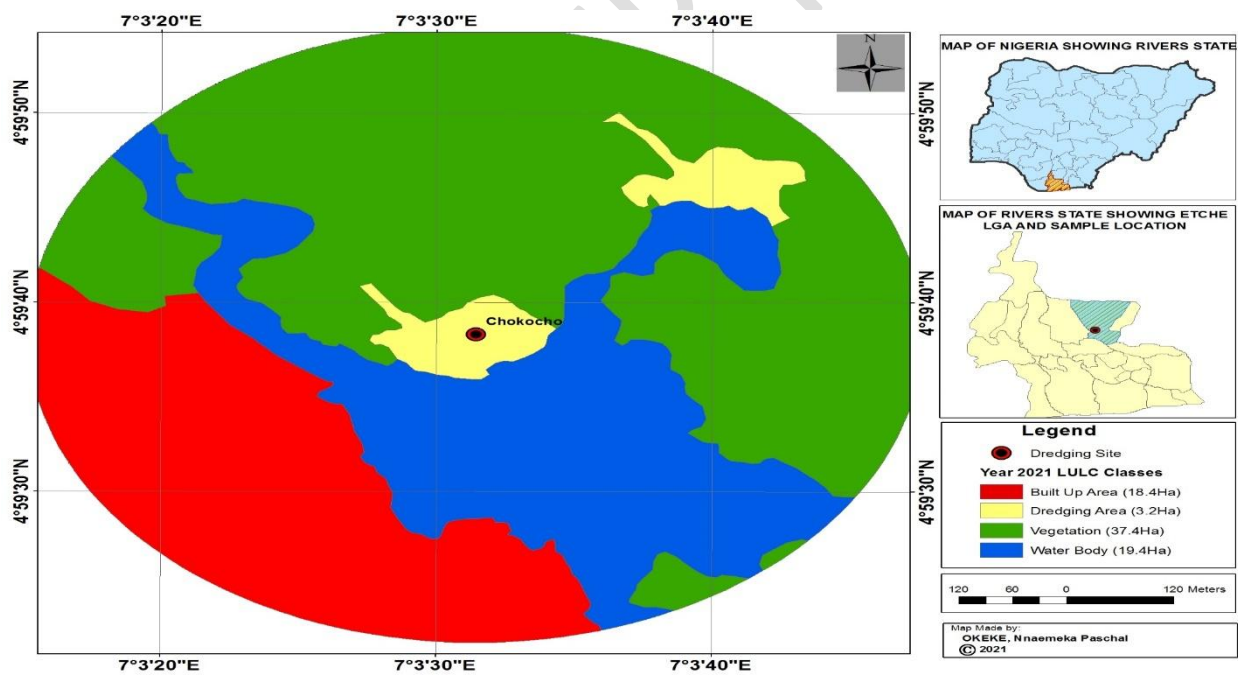 7°3'20"E 7°3'30"E 7°3'40"E
N
4°59'50"N 4°59'50"N
4°59'40"N 4°59'40"N
4°59'30"N 4°59'30"N
Chokocho
7°3'20"E 7°3'30"E 7°3'40"E
MAP OF NIGERIA SHOWING RIVERS STATE
MAP OF RIVERS STATE SHOWING ETCHE
LGA AND SAMPLE LOCATION
Legend
Dredging Site
Year 2021 LULC Classes
Built Up Area (18.4Ha)
Dredging Area (3.2Ha)
Vegetation (37.4Ha)
Water Body (19.4Ha)
120 60 0 120 Meters
Map Made by:
OKEKE, Nnaemeka Paschal
© 2021